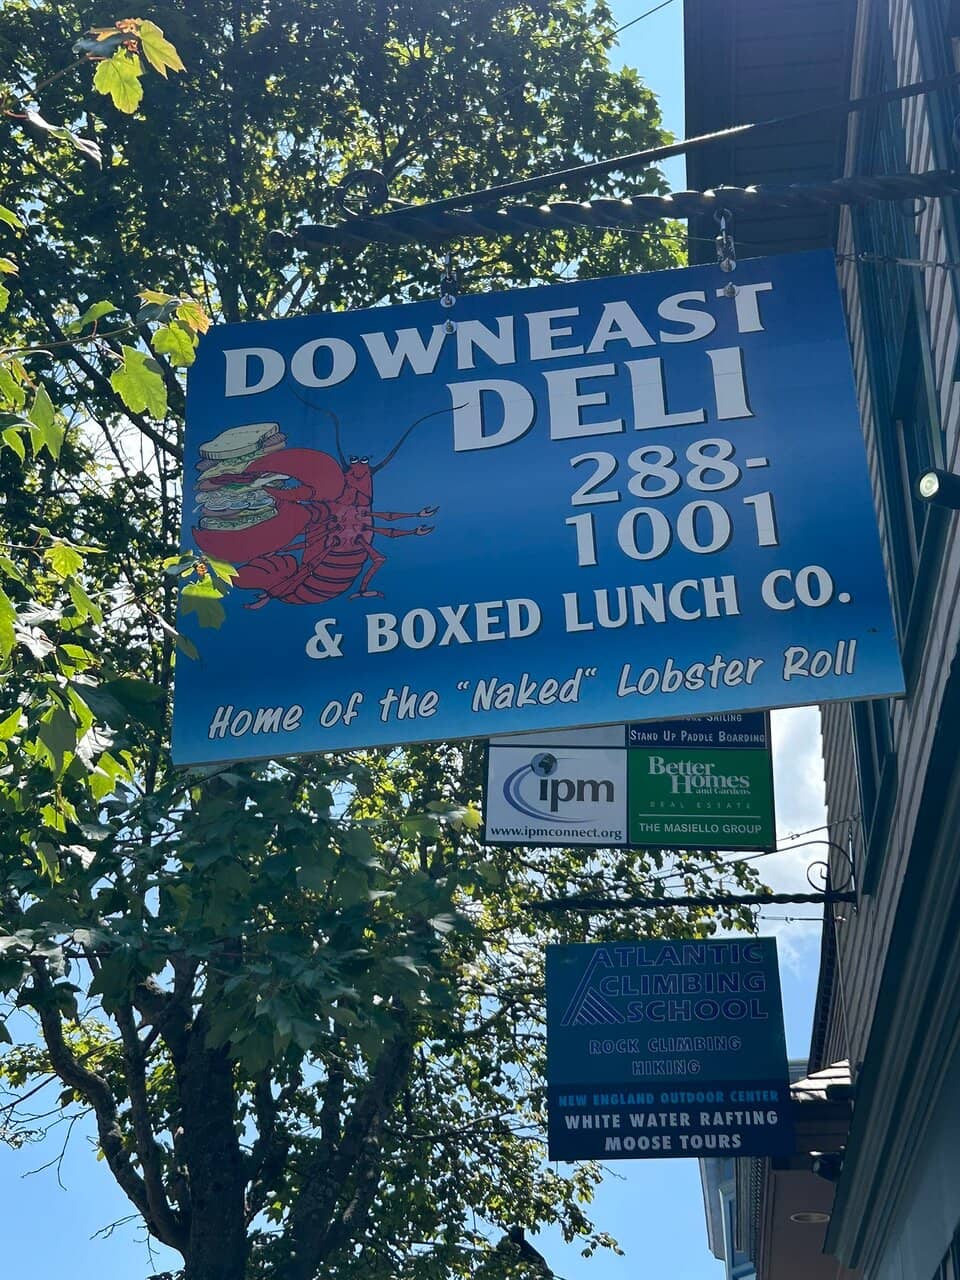 DOWNEAST
DELI
288-
1001
& BOXED LUNCH CO.
Home of the "Naked" Lobster Roll
SAILING
STAND UP PADDLE BOARDING
ipm
www.ipmconnect.org
Better
Homes
and Gardens
REAL ESTATE
THE MASIELLO GROUP
ATLANTIC
CLIMBING
SCHOOL
ROCK CLIMBING
HIKING
NEW ENGLAND OUTDOOR CENTER
WHITE WATER RAFTING
MOOSE TOURS